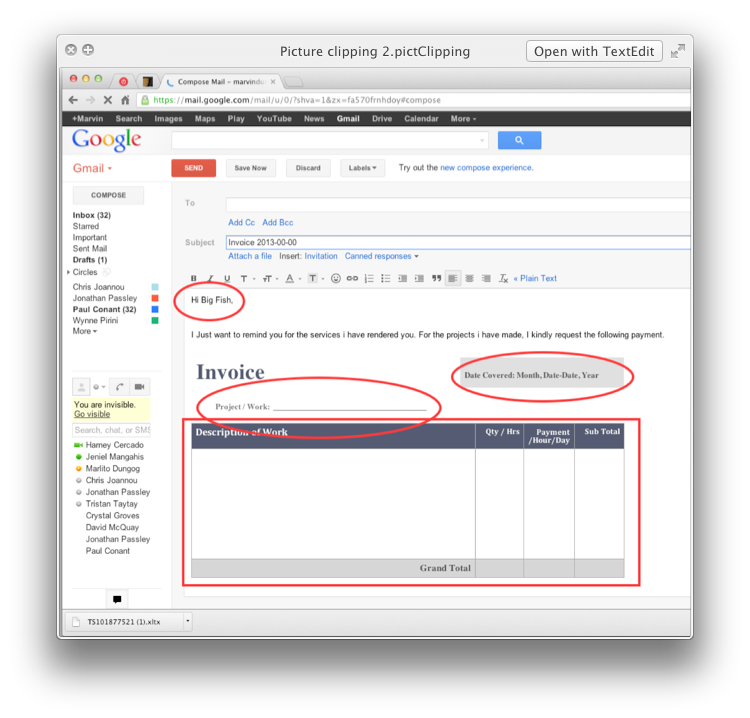 Picture clipping 2.pictClipping
Open with TextEdit
Compose Mail – marvindu
https://mail.google.com/mail/u/0/?shva=1&zx=fa570frnhdoy#compose
+Marvin Search Images Maps Play YouTube News Gmail Drive Calendar More
Google
Gmail
SEND Save Now Discard Labels Try out the new compose experience.
COMPOSE
Inbox (32)
Starred
Important
Sent Mail
Drafts (1)
Circles
Chris Joannou
Jonathan Passley
Paul Conant (32)
Wynne Pirini
More
You are invisible.
Go visible
Search, chat, or SMS
Harney Cercado
Jeniel Mangahis
Marlito Dungog
Chris Joannou
Jonathan Passley
Tristan Taytay
Crystal Groves
David McQuay
Jonathan Passley
Paul Conant
To
Add Cc Add Bcc
Subject Invoice 2013-00-00
Attach a file Insert: Invitation Canned responses
B I U T T A T « Plain Text
Hi Big Fish,
I Just want to remind you for the services i have rendered you. For the projects i have made, I kindly request the following payment.
Invoice
Date Covered: Month, Date-Date, Year
Project / Work:
Description of Work Qty / Hrs Payment /Hour/Day Sub Total
Grand Total
TS101877521 (1).xltx